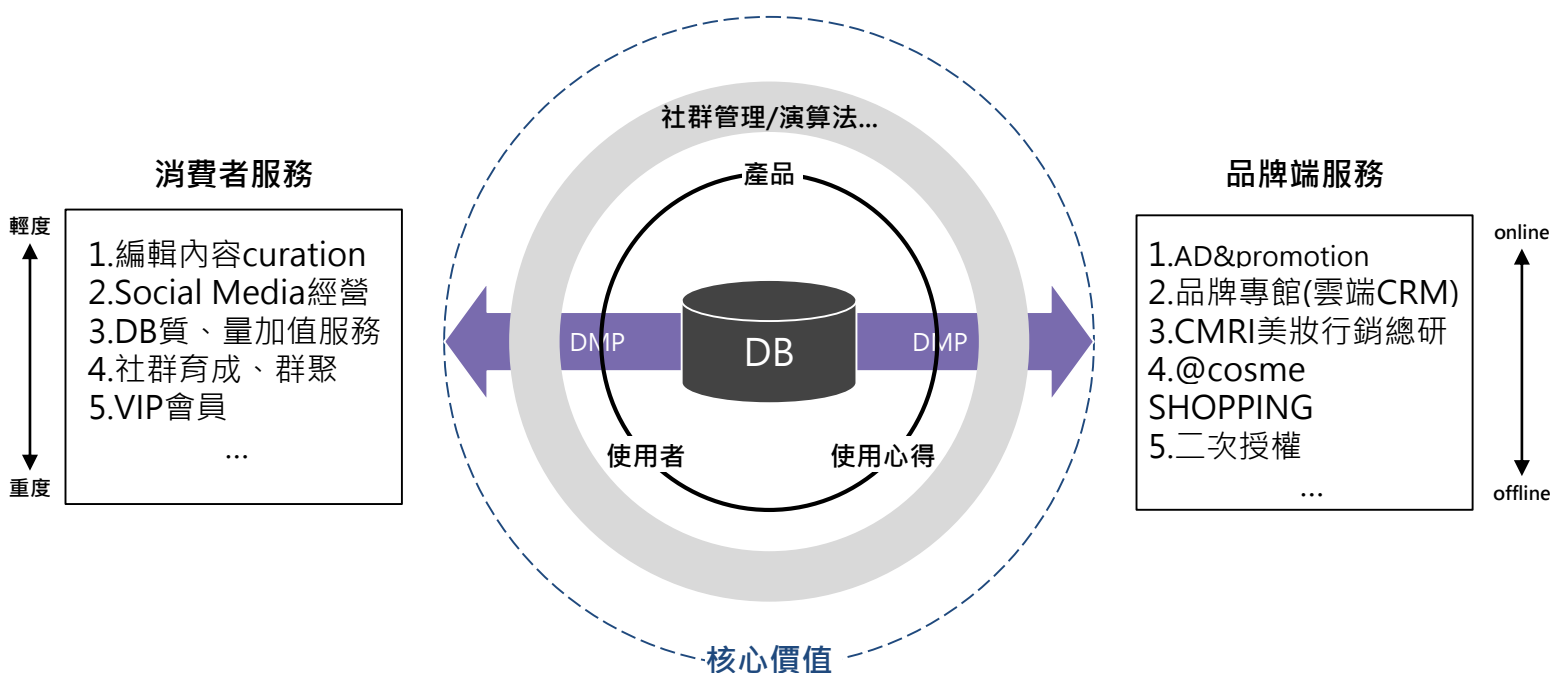 社群管理/演算法...
消費者服務
輕度
重度
1.編輯內容curation
2.Social Media經營
3.DB質、量加值服務
4.社群育成、群聚
5.VIP會員
...
產品
DMP
DB
DMP
使用者
使用心得
核心價值
品牌端服務
1.AD&promotion
2.品牌專館(雲端CRM)
3.CMRI美妝行銷總研
4.@cosme
SHOPPING
5.二次授權
...
online
offline